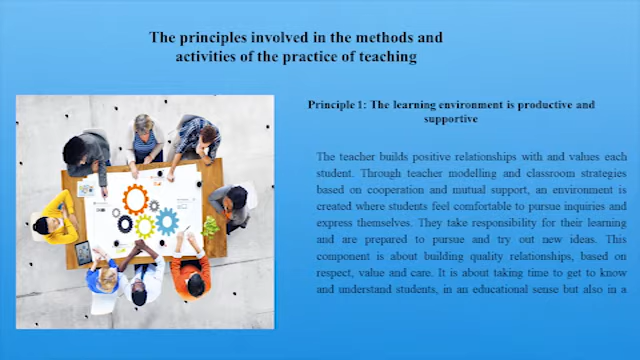 The principles involved in the methods and
activities of the practice of teaching
Principle 1: The learning environment is productive and
supportive
The teacher builds positive relationships with and values each
student. Through teacher modelling and classroom strategies
based on cooperation and mutual support, an environment is
created where students feel comfortable to pursue inquiries and
express themselves. They take responsibility for their learning
and are prepared to pursue and try out new ideas. This
component is about building quality relationships, based on
respect, value and care. It is about taking time to get to know
and understand students, in an educational sense but also in a